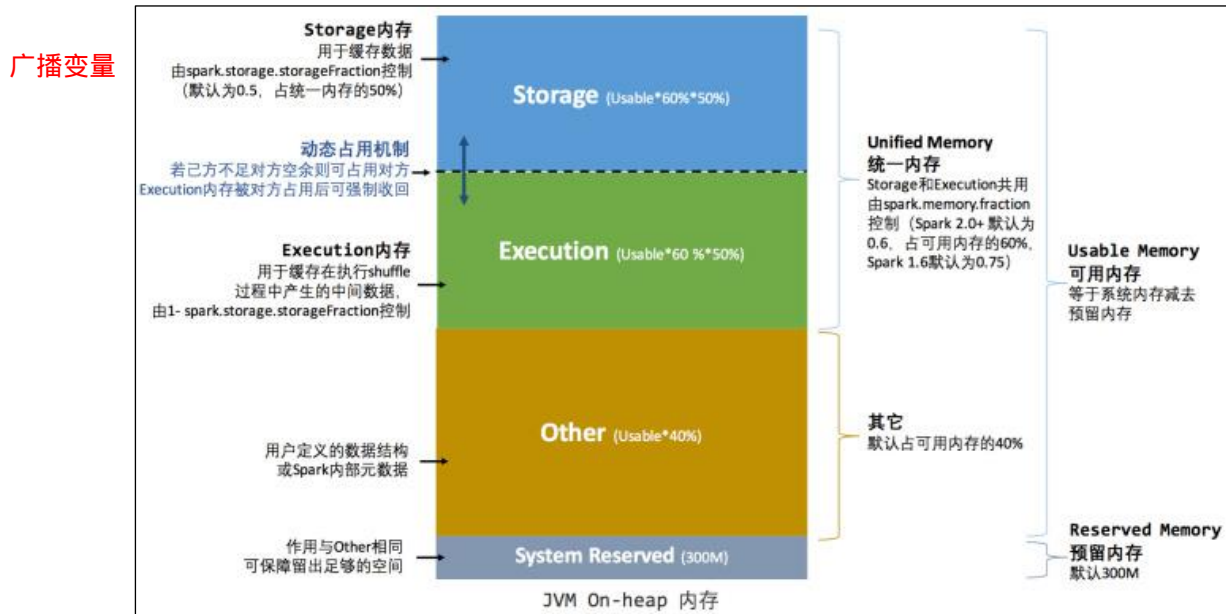 广播变量
Storage内存
用于缓存数据
由spark.storage.storageFraction控制
(默认为0.5, 占统一内存的50%)
Storage (Usable*60%*50%)
动态占用机制
若己方不足对方空余则可占用对方
Execution内存被对方占用后可强制收回
Execution内存
用于缓存在执行shuffle
过程中产生的中间数据,
由1- spark.storage.storageFraction控制
Execution (Usable*60 %*50%)
Unified Memory
统一内存
Storage和Execution共用
由spark.memory.fraction
控制（Spark 2.0+ 默认为
0.6, 占可用内存的60%,
Spark 1.6默认为0.75）
Usable Memory
可用内存
等于系统内存减去
预留内存
用户定义的数据结构
或Spark内部元数据
Other (Usable*40%)
其它
默认占可用内存的40%
作用与Other相同
可保障留出足够的空间
System Reserved (300M)
Reserved Memory
预留内存
默认300M
JVM On-heap 内存